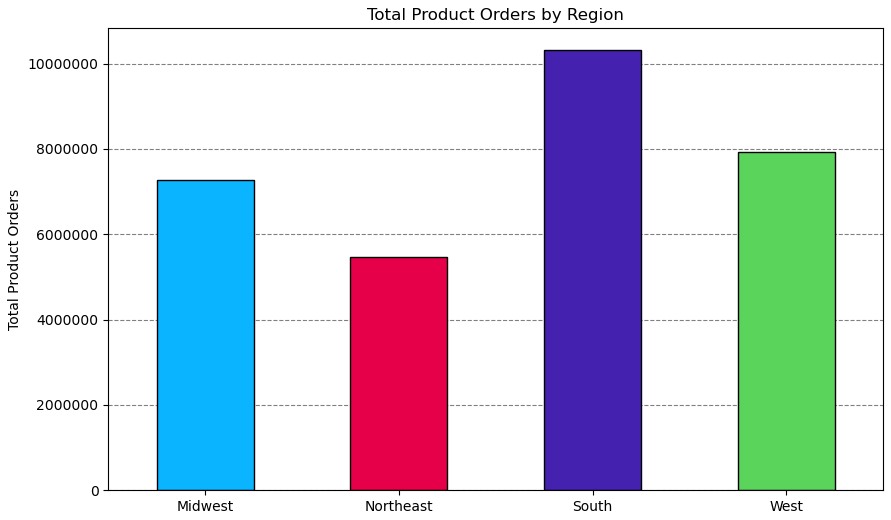 Total Product Orders by Region
Total Product Orders
10000000
8000000
6000000
4000000
2000000
0
Midwest Northeast South West